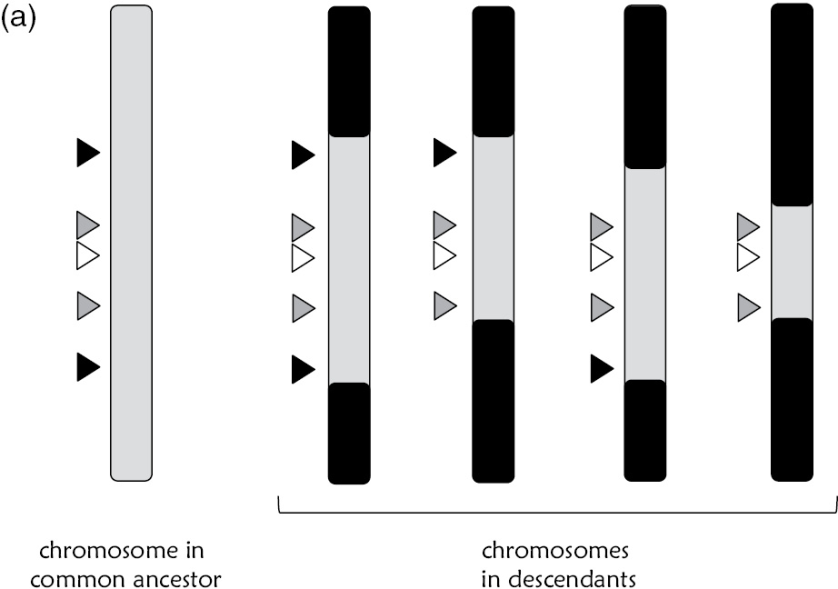 (a)
chromosome in
common ancestor
chromosomes
in descendants